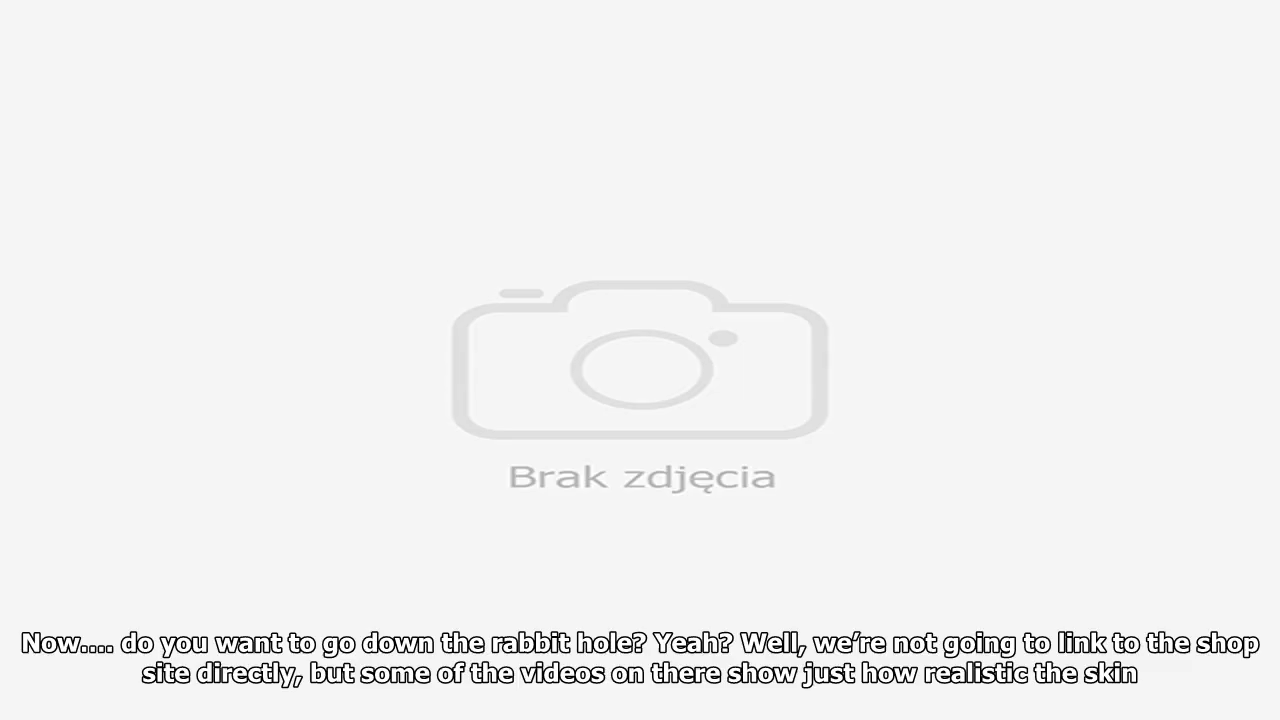 Brak zdjęcia
Now.... do you want to go down the rabbit hole? Yeah? Well, we’re not going to link to the shop
site directly, but some of the videos on there show just how realistic the skin